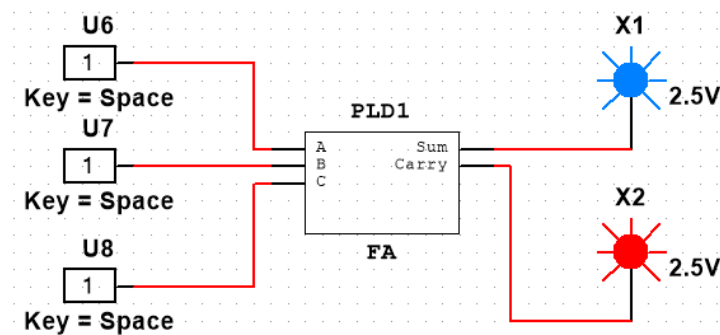 U6
1
Key = Space
U7
1
Key = Space
U8
1
Key = Space
PLD1
A
B
C
Sum
Carry
FA
X1
2.5V
X2
2.5V